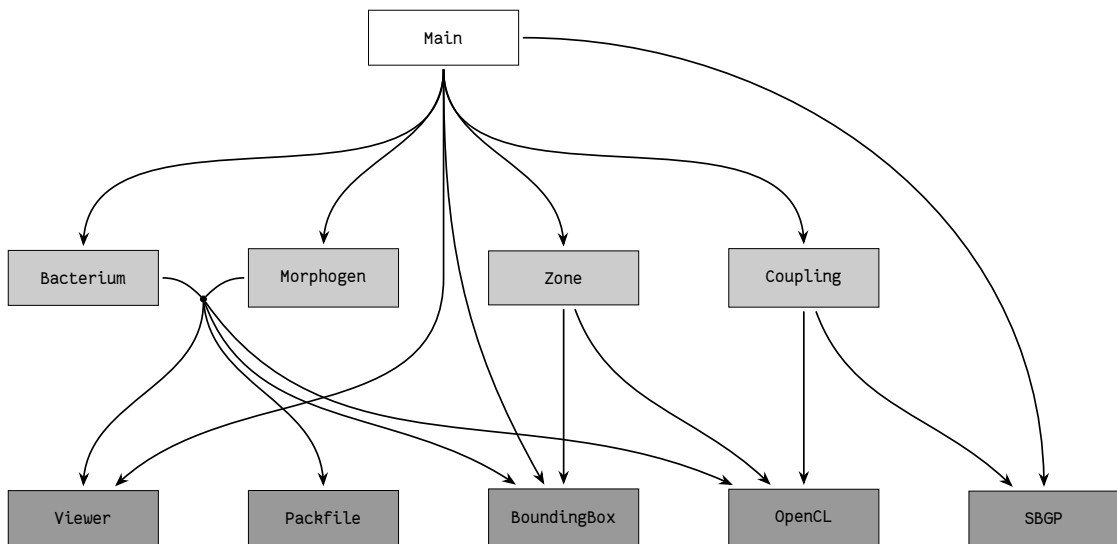 Main
Bacterium
Morphogen
Zone
Coupling
Viewer
Packfile
BoundingBox
OpenCL
SBGP